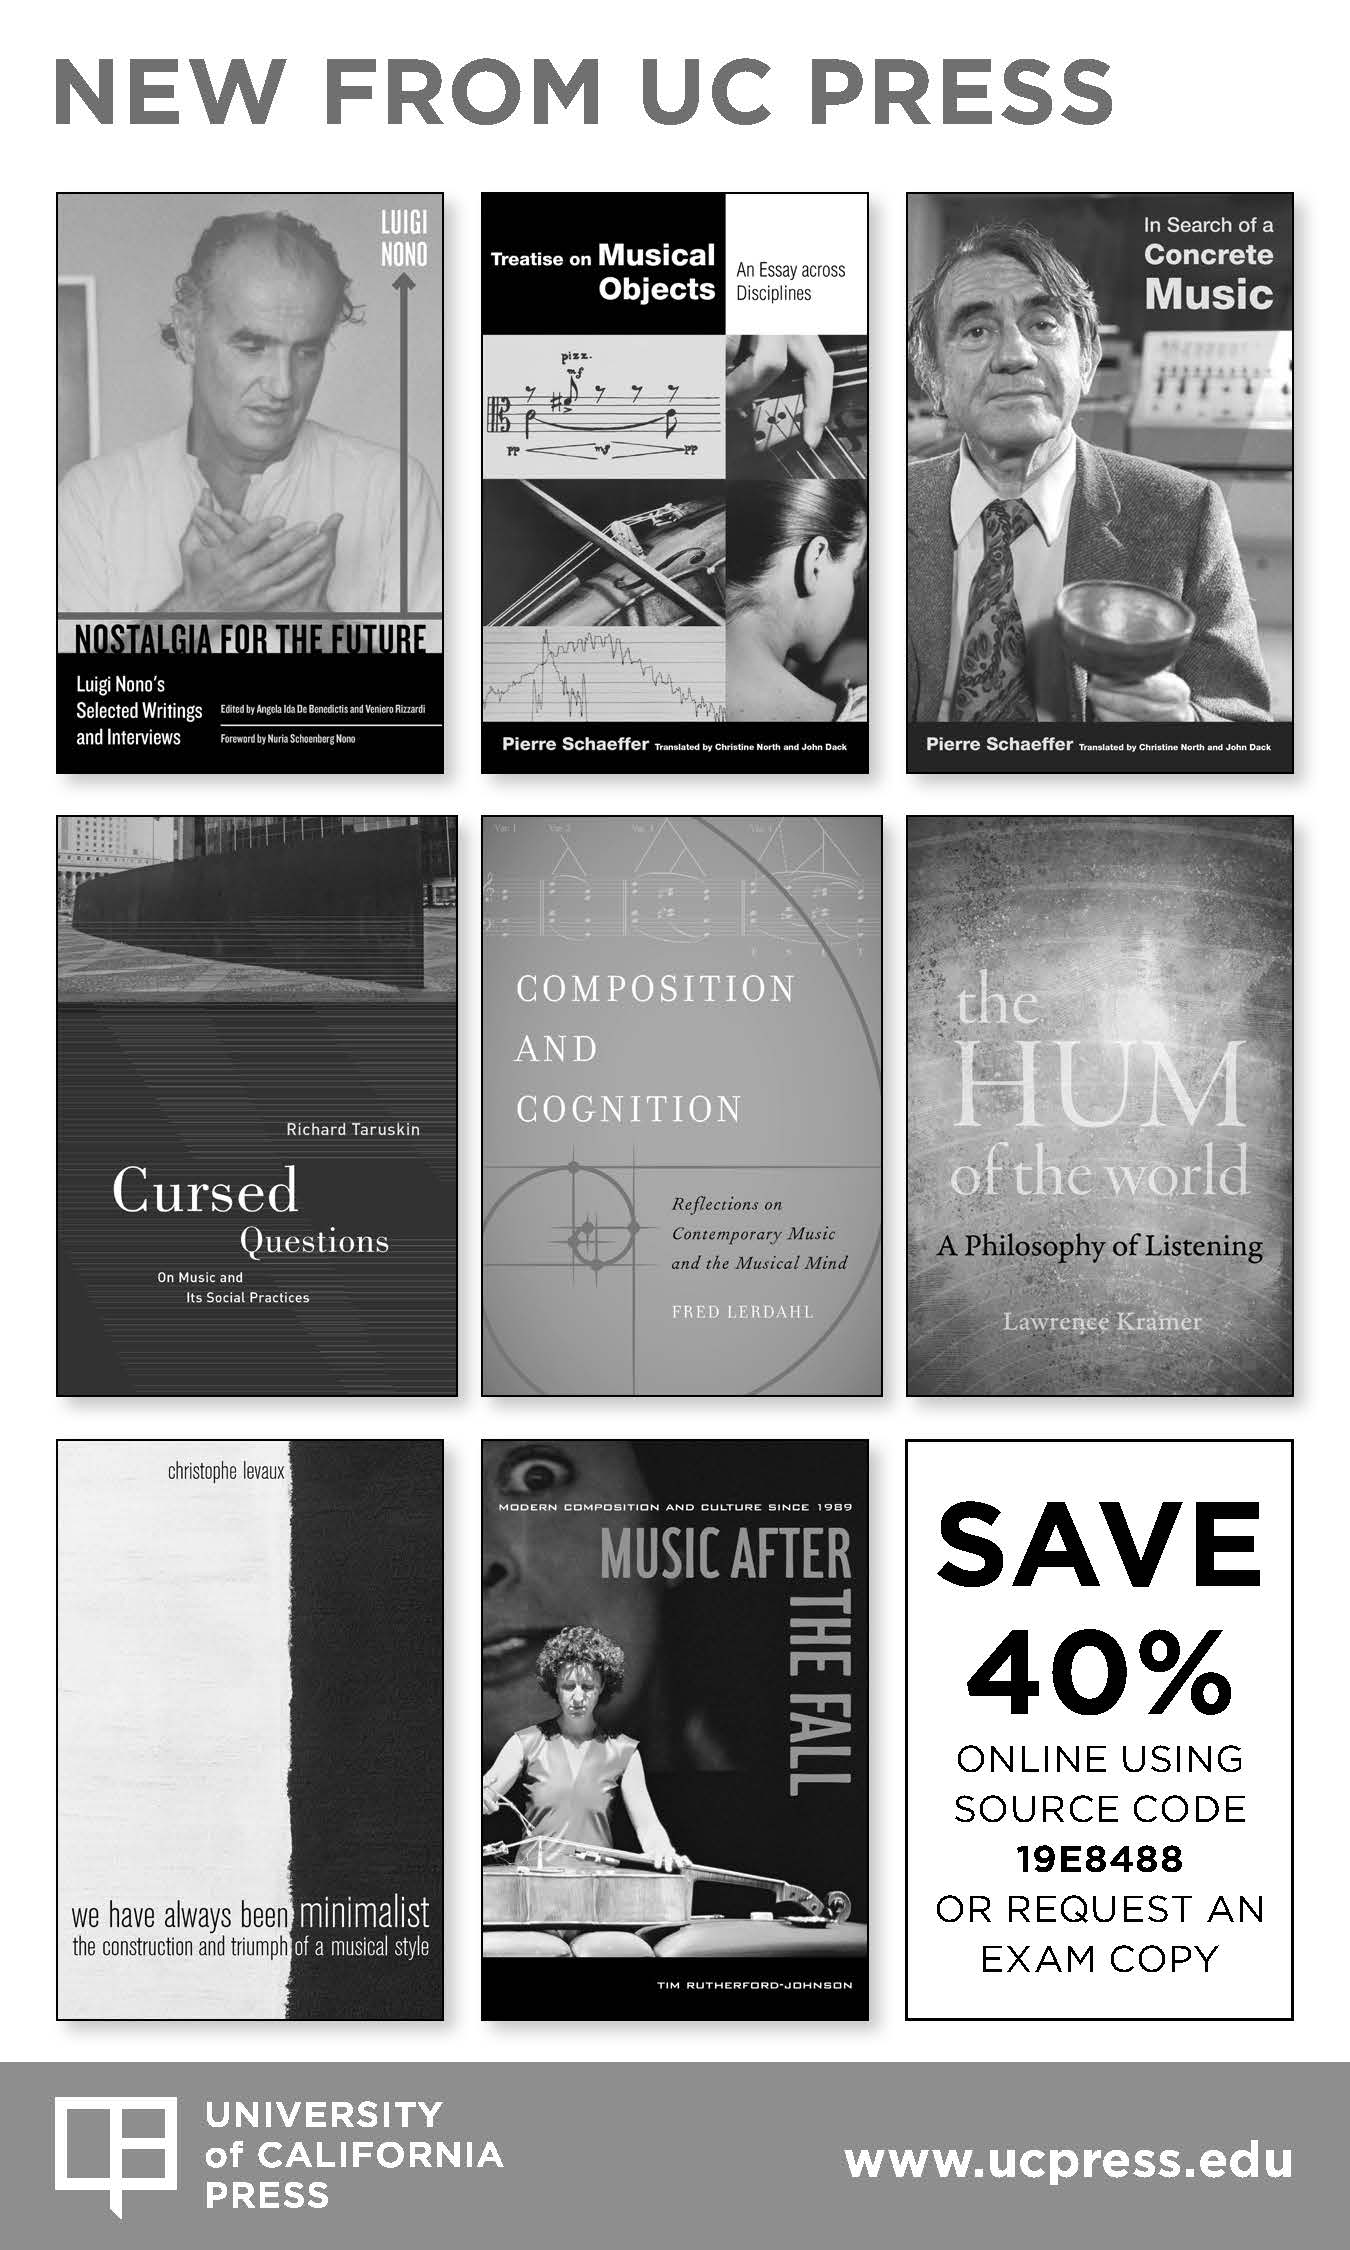 NEW FROM UC PRESS
LUIGI
NONO
NOSTALGIA FOR THE FUTURE
Luigi Nono's
Selected Writings
and Interviews
Edited by Angela Ida De Benedictis and Veniero Rizzardi
Foreword by Nuria Schoenberg Nono
Treatise on Musical
Objects
An Essay across
Disciplines
pizz.
mf
pp mf pp
Pierre Schaeffer Translated by Christine North and John Dack
In Search of a
Concrete
Music
Pierre Schaeffer Translated by Christine North and John Dack
Richard Taruskin
Cursed
Questions
On Music and
Its Social Practices
COMPOSITION
AND
COGNITION
Reflections on
Contemporary Music
and the Musical Mind
FRED LERDAHL
the
HUM
of the world
A Philosophy of Listening
Lawrence Kramer
christophe levaux
we have always been minimalist
the construction and triumph of a musical style
MODERN COMPOSITION AND CULTURE SINCE 1989
MUSIC AFTER
THE FALL
TIM RUTHERFORD-JOHNSON
SAVE
40%
ONLINE USING
SOURCE CODE
19E8488
OR REQUEST AN
EXAM COPY
UNIVERSITY
of CALIFORNIA
PRESS
www.ucpress.edu